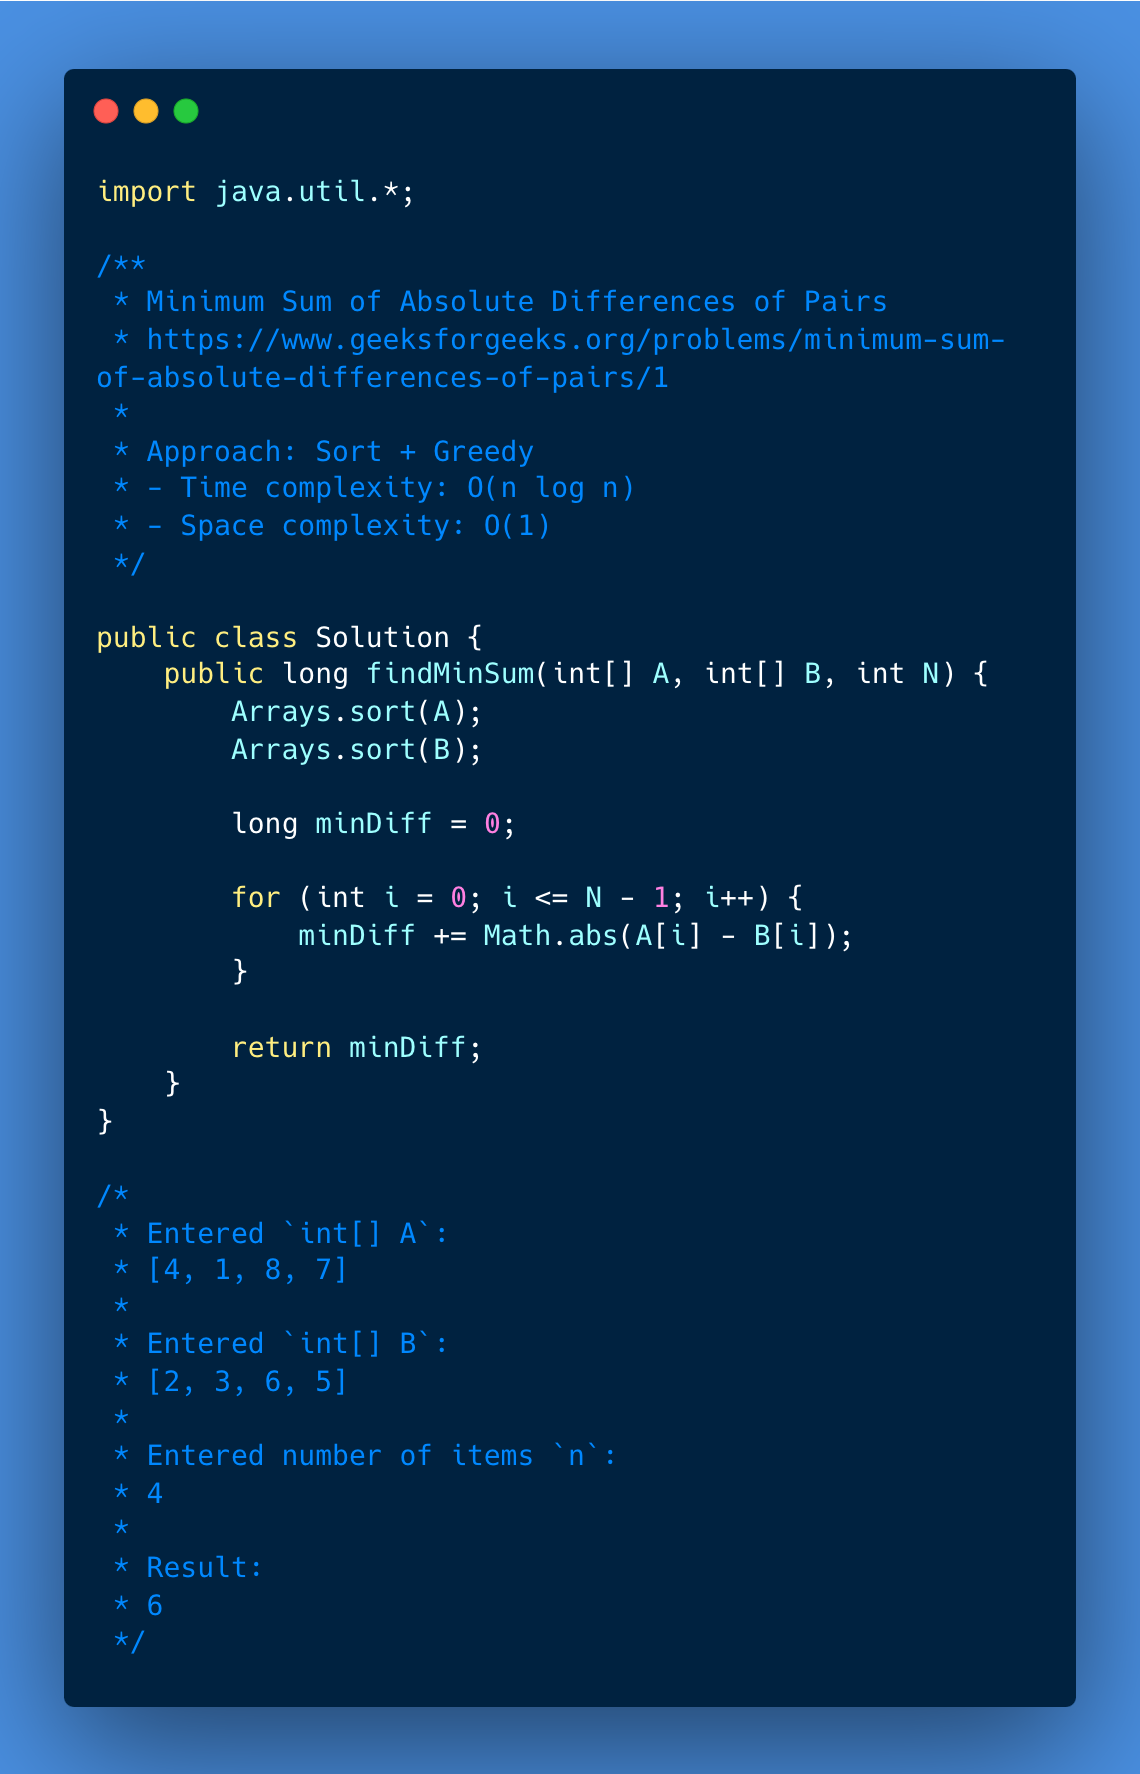 import java.util.*;

/**
 * Minimum Sum of Absolute Differences of Pairs
 * https://www.geeksforgeeks.org/problems/minimum-sum-
of-absolute-differences-of-pairs/1
 *
 * Approach: Sort + Greedy
 * - Time complexity: O(n log n)
 * - Space complexity: O(1)
 */

public class Solution {
    public long findMinSum(int[] A, int[] B, int N) {
        Arrays.sort(A);
        Arrays.sort(B);

        long minDiff = 0;

        for (int i = 0; i <= N - 1; i++) {
            minDiff += Math.abs(A[i] - B[i]);
        }

        return minDiff;
    }
}

/*
 * Entered `int[] A`:
 * [4, 1, 8, 7]
 *
 * Entered `int[] B`:
 * [2, 3, 6, 5]
 *
 * Entered number of items `n`:
 * 4
 *
 * Result:
 * 6
 */